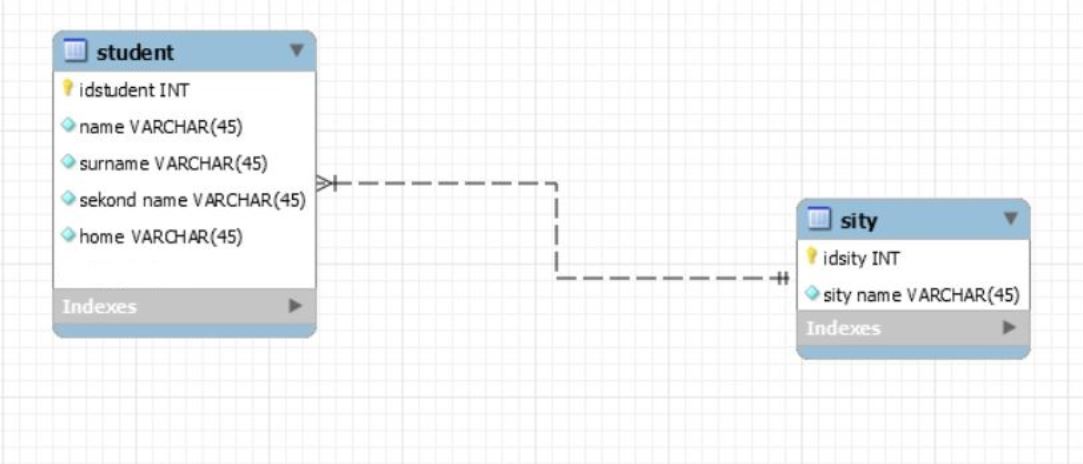 student
idstudent INT
name VARCHAR(45)
surname VARCHAR(45)
sekond name VARCHAR(45)
home VARCHAR(45)
Indexes
sity
idsity INT
sity name VARCHAR(45)
Indexes